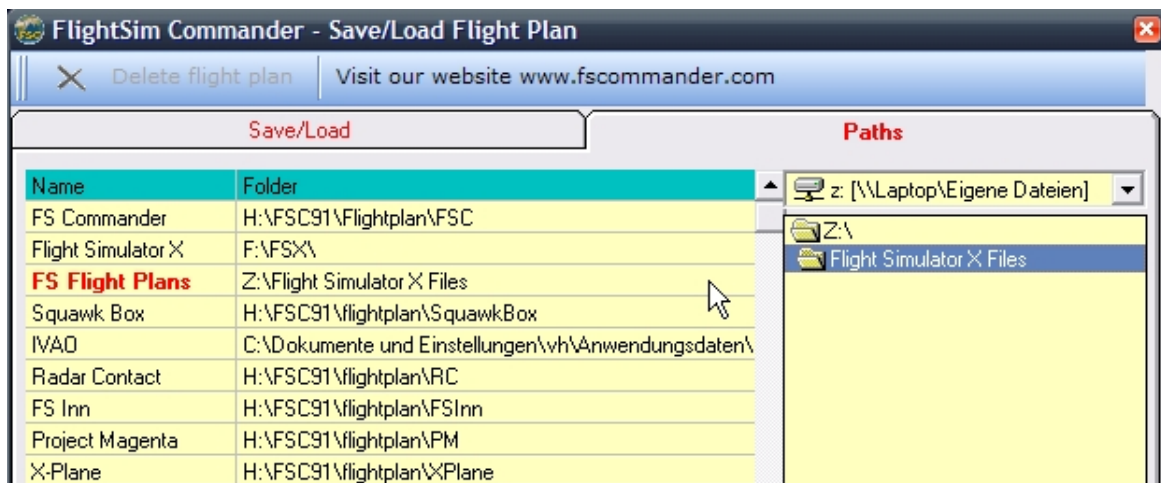 FlightSim Commander - Save/Load Flight Plan
Delete flight plan Visit our website www.fscommander.com
Save/Load Paths
Name Folder
z: [\\Laptop\Eigene Dateien]
FS Commander H:\FSC91\Flightplan\FSC
Z:\
Flight Simulator X F:\FSX\
Flight Simulator X Files
FS Flight Plans Z:\Flight Simulator X Files
Squawk Box H:\FSC91\flightplan\SquawkBox
IVAO C:\Dokumente und Einstellungen\vh\Anwendungsdaten\
Radar Contact H:\FSC91\flightplan\RC
FS Inn H:\FSC91\flightplan\FSInn
Project Magenta H:\FSC91\flightplan\PM
X-Plane H:\FSC91\flightplan\XPlane